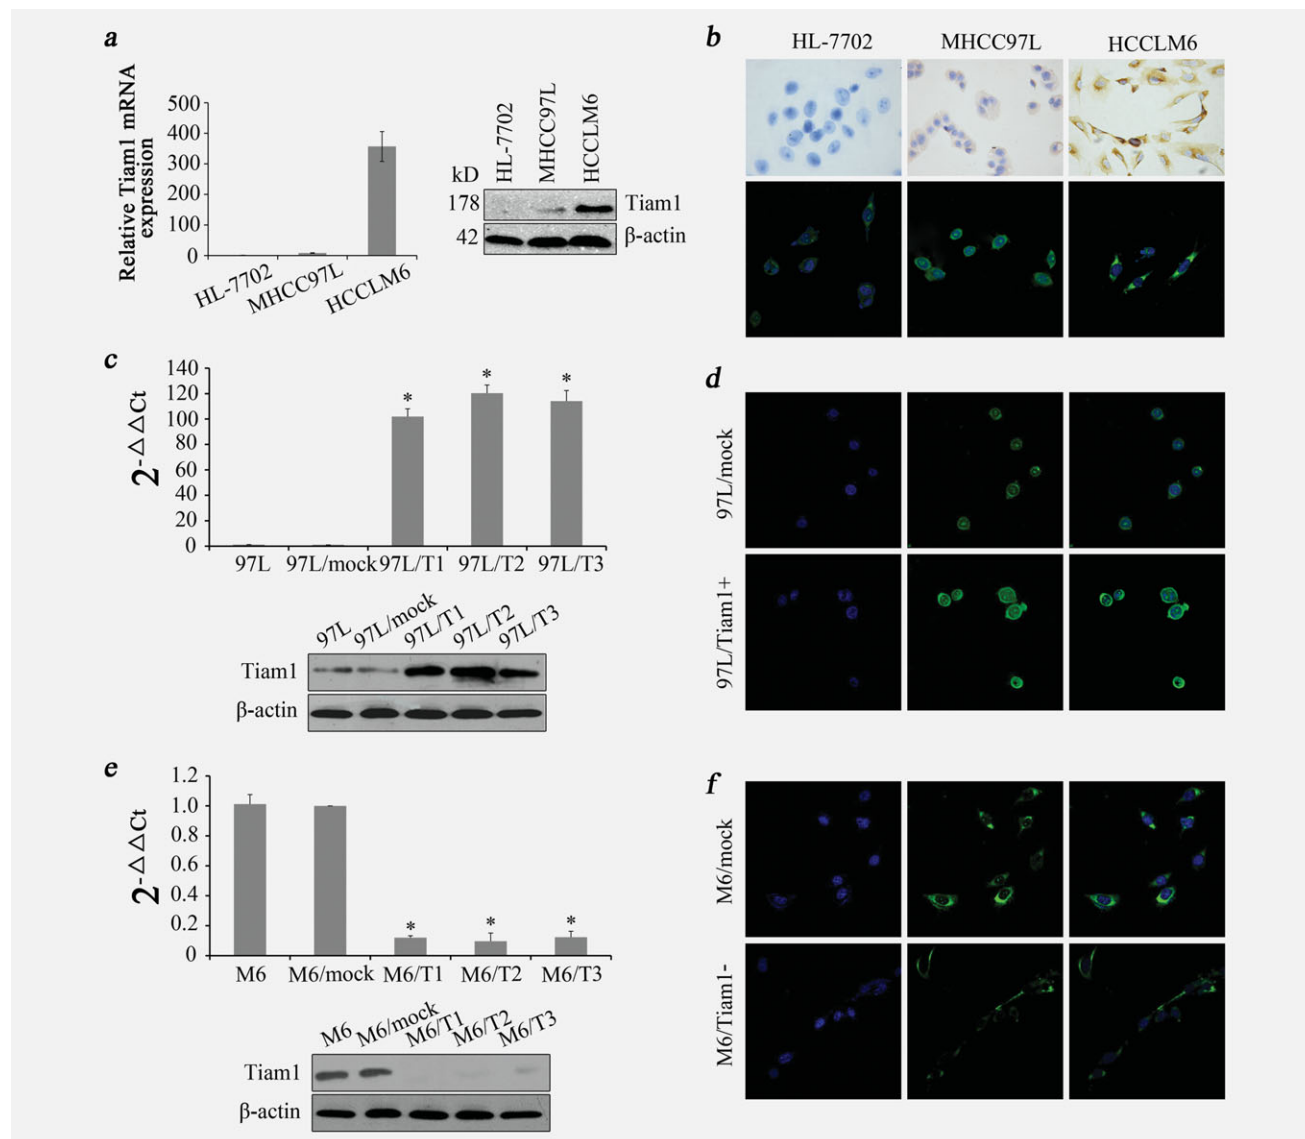 a
Relative Tiam1 mRNA
expression
500
400
300
200
100
0
HL-7702
MHCC97L
HCCLM6
kD
HL-7702
MHCC97L
HCCLM6
178
Tiam1
42
β-actin
b
HL-7702
MHCC97L
HCCLM6
c
2-△△Ct
140
120
100
80
60
40
20
0
*
*
*
97L
97L/mock
97L/T1
97L/T2
97L/T3
97L
97L/mock
97L/T1
97L/T2
97L/T3
Tiam1
β-actin
d
97L/mock
97L/Tiam1+
e
2-△△Ct
1.2
1.0
0.8
0.6
0.4
0.2
0
*
*
*
M6
M6/mock
M6/T1
M6/T2
M6/T3
M6
M6/mock
M6/T1
M6/T2
M6/T3
Tiam1
β-actin
f
M6/mock
M6/Tiam1-